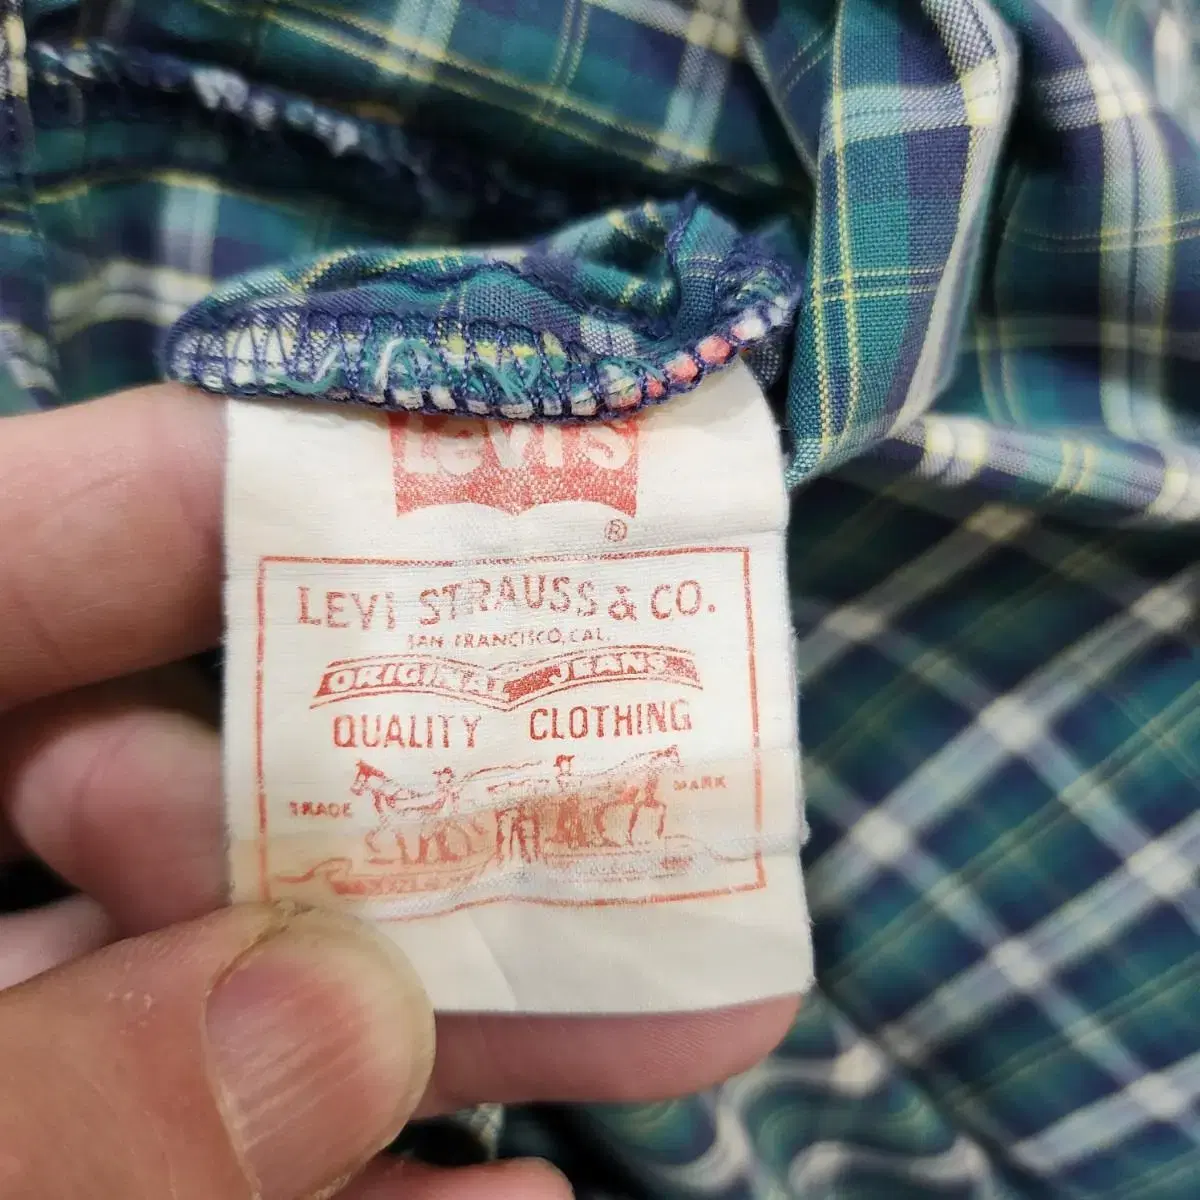 Levi's
®
LEVI STRAUSS & CO.
SAN FRANCISCO, CAL.
ORIGINAL JEANS
QUALITY CLOTHING
TRADE MARK